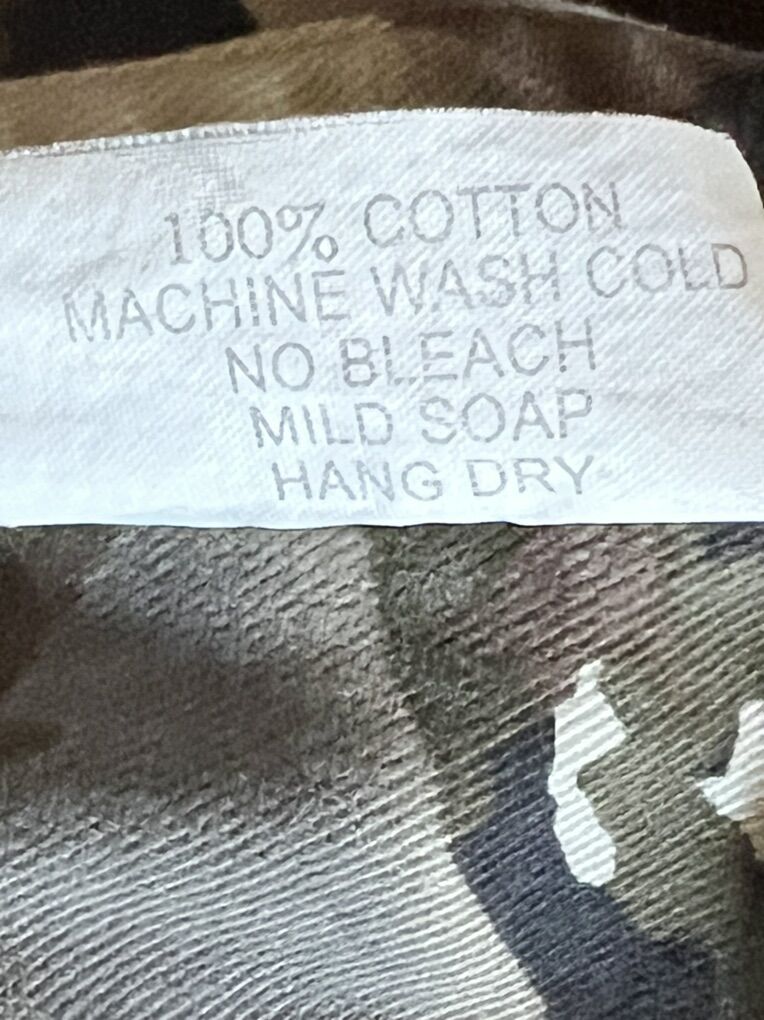 100% COTTON
MACHINE WASH COLD
NO BLEACH
MILD SOAP
HANG DRY